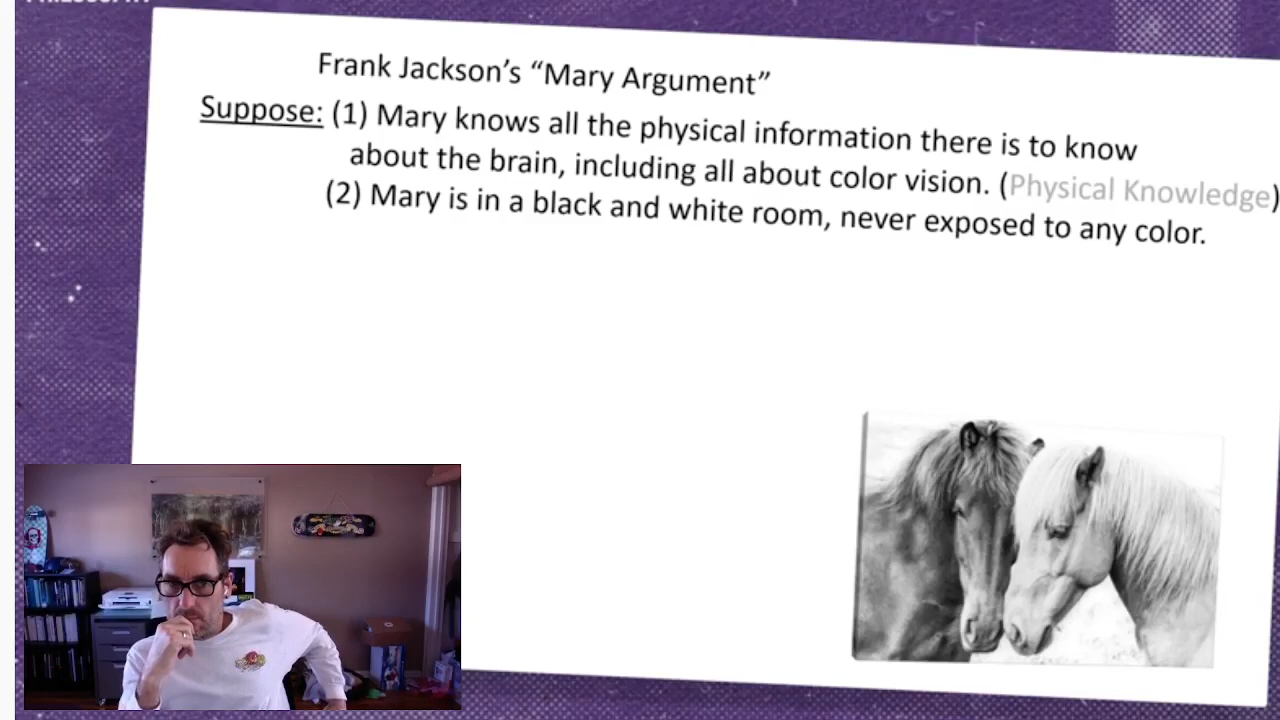 Frank Jackson’s “Mary Argument”
Suppose: (1) Mary knows all the physical information there is to know
about the brain, including all about color vision. (Physical Knowledge)
(2) Mary is in a black and white room, never exposed to any color.